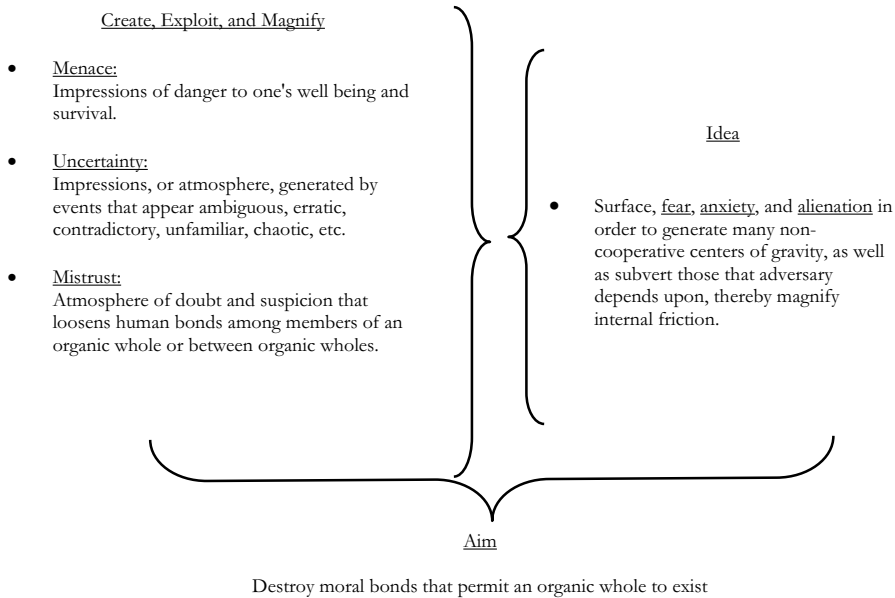 Create, Exploit, and Magnify
• Menace:
Impressions of danger to one's well being and
survival.
• Uncertainty:
Impressions, or atmosphere, generated by
events that appear ambiguous, erratic,
contradictory, unfamiliar, chaotic, etc.
• Mistrust:
Atmosphere of doubt and suspicion that
loosens human bonds among members of an
organic whole or between organic wholes.
Idea
• Surface, fear, anxiety, and alienation in
order to generate many non-
cooperative centers of gravity, as well
as subvert those that adversary
depends upon, thereby magnify
internal friction.
Aim
Destroy moral bonds that permit an organic whole to exist